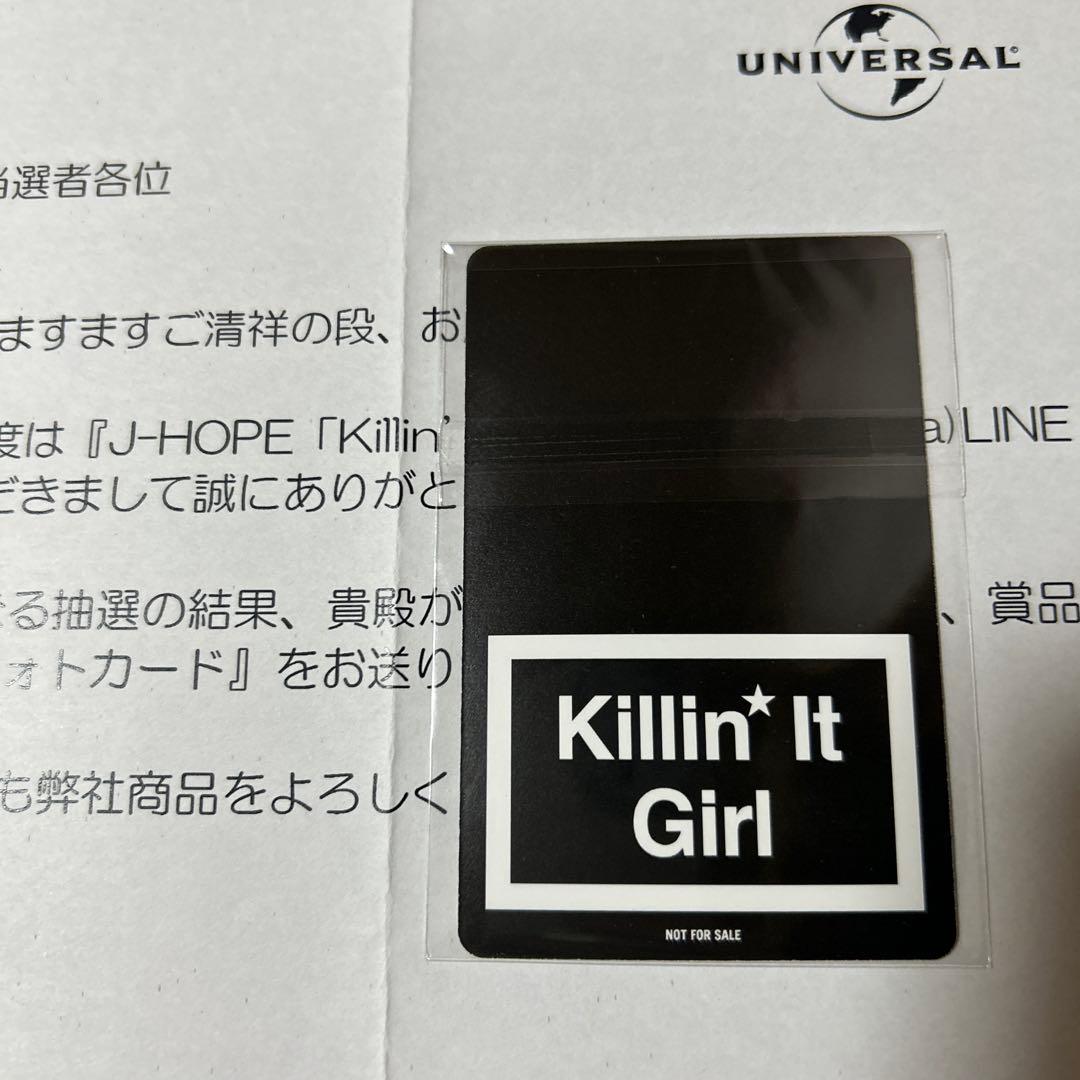 UNIVERSAL
選者各位
ますますご清祥の段、お
度は『J-HOPE「Killin' a) LINE
だきまして誠にありがと
る抽選の結果、貴殿が 、賞品
ォトカード』をお送り
も弊社商品をよろしく
Killin★ It
Girl
NOT FOR SALE